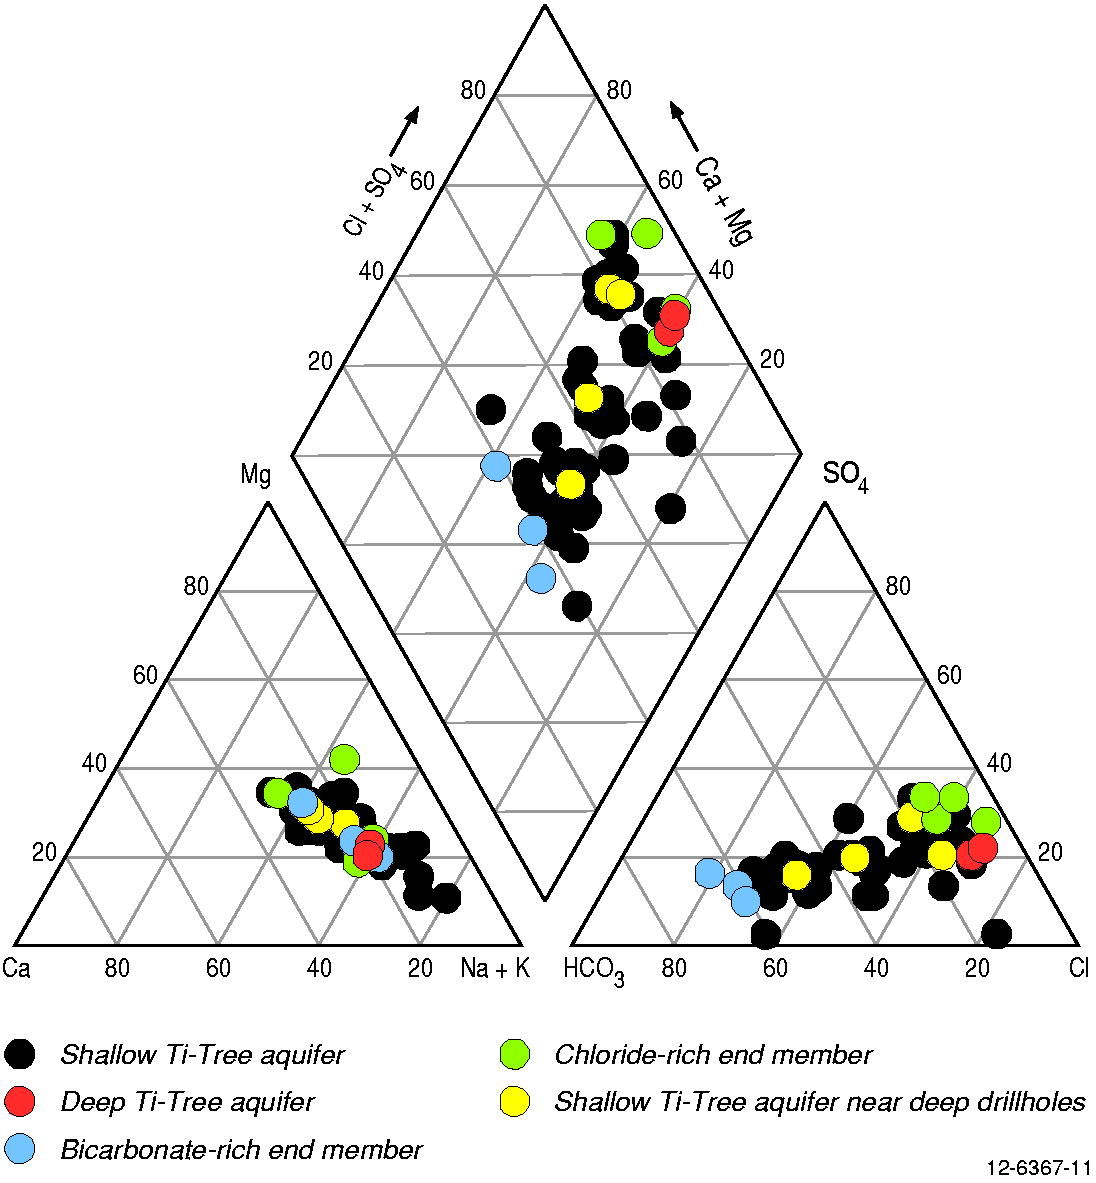 80 80
Cl + SO4
Ca + Mg
60 60
40 40
20 20
Mg
SO4
80 80
60 60
40 40
20 20
Ca 80 60 40 20 Na + K HCO3 80 60 40 20 Cl
Shallow Ti-Tree aquifer
Chloride-rich end member
Deep Ti-Tree aquifer
Shallow Ti-Tree aquifer near deep drillholes
Bicarbonate-rich end member
12-6367-11